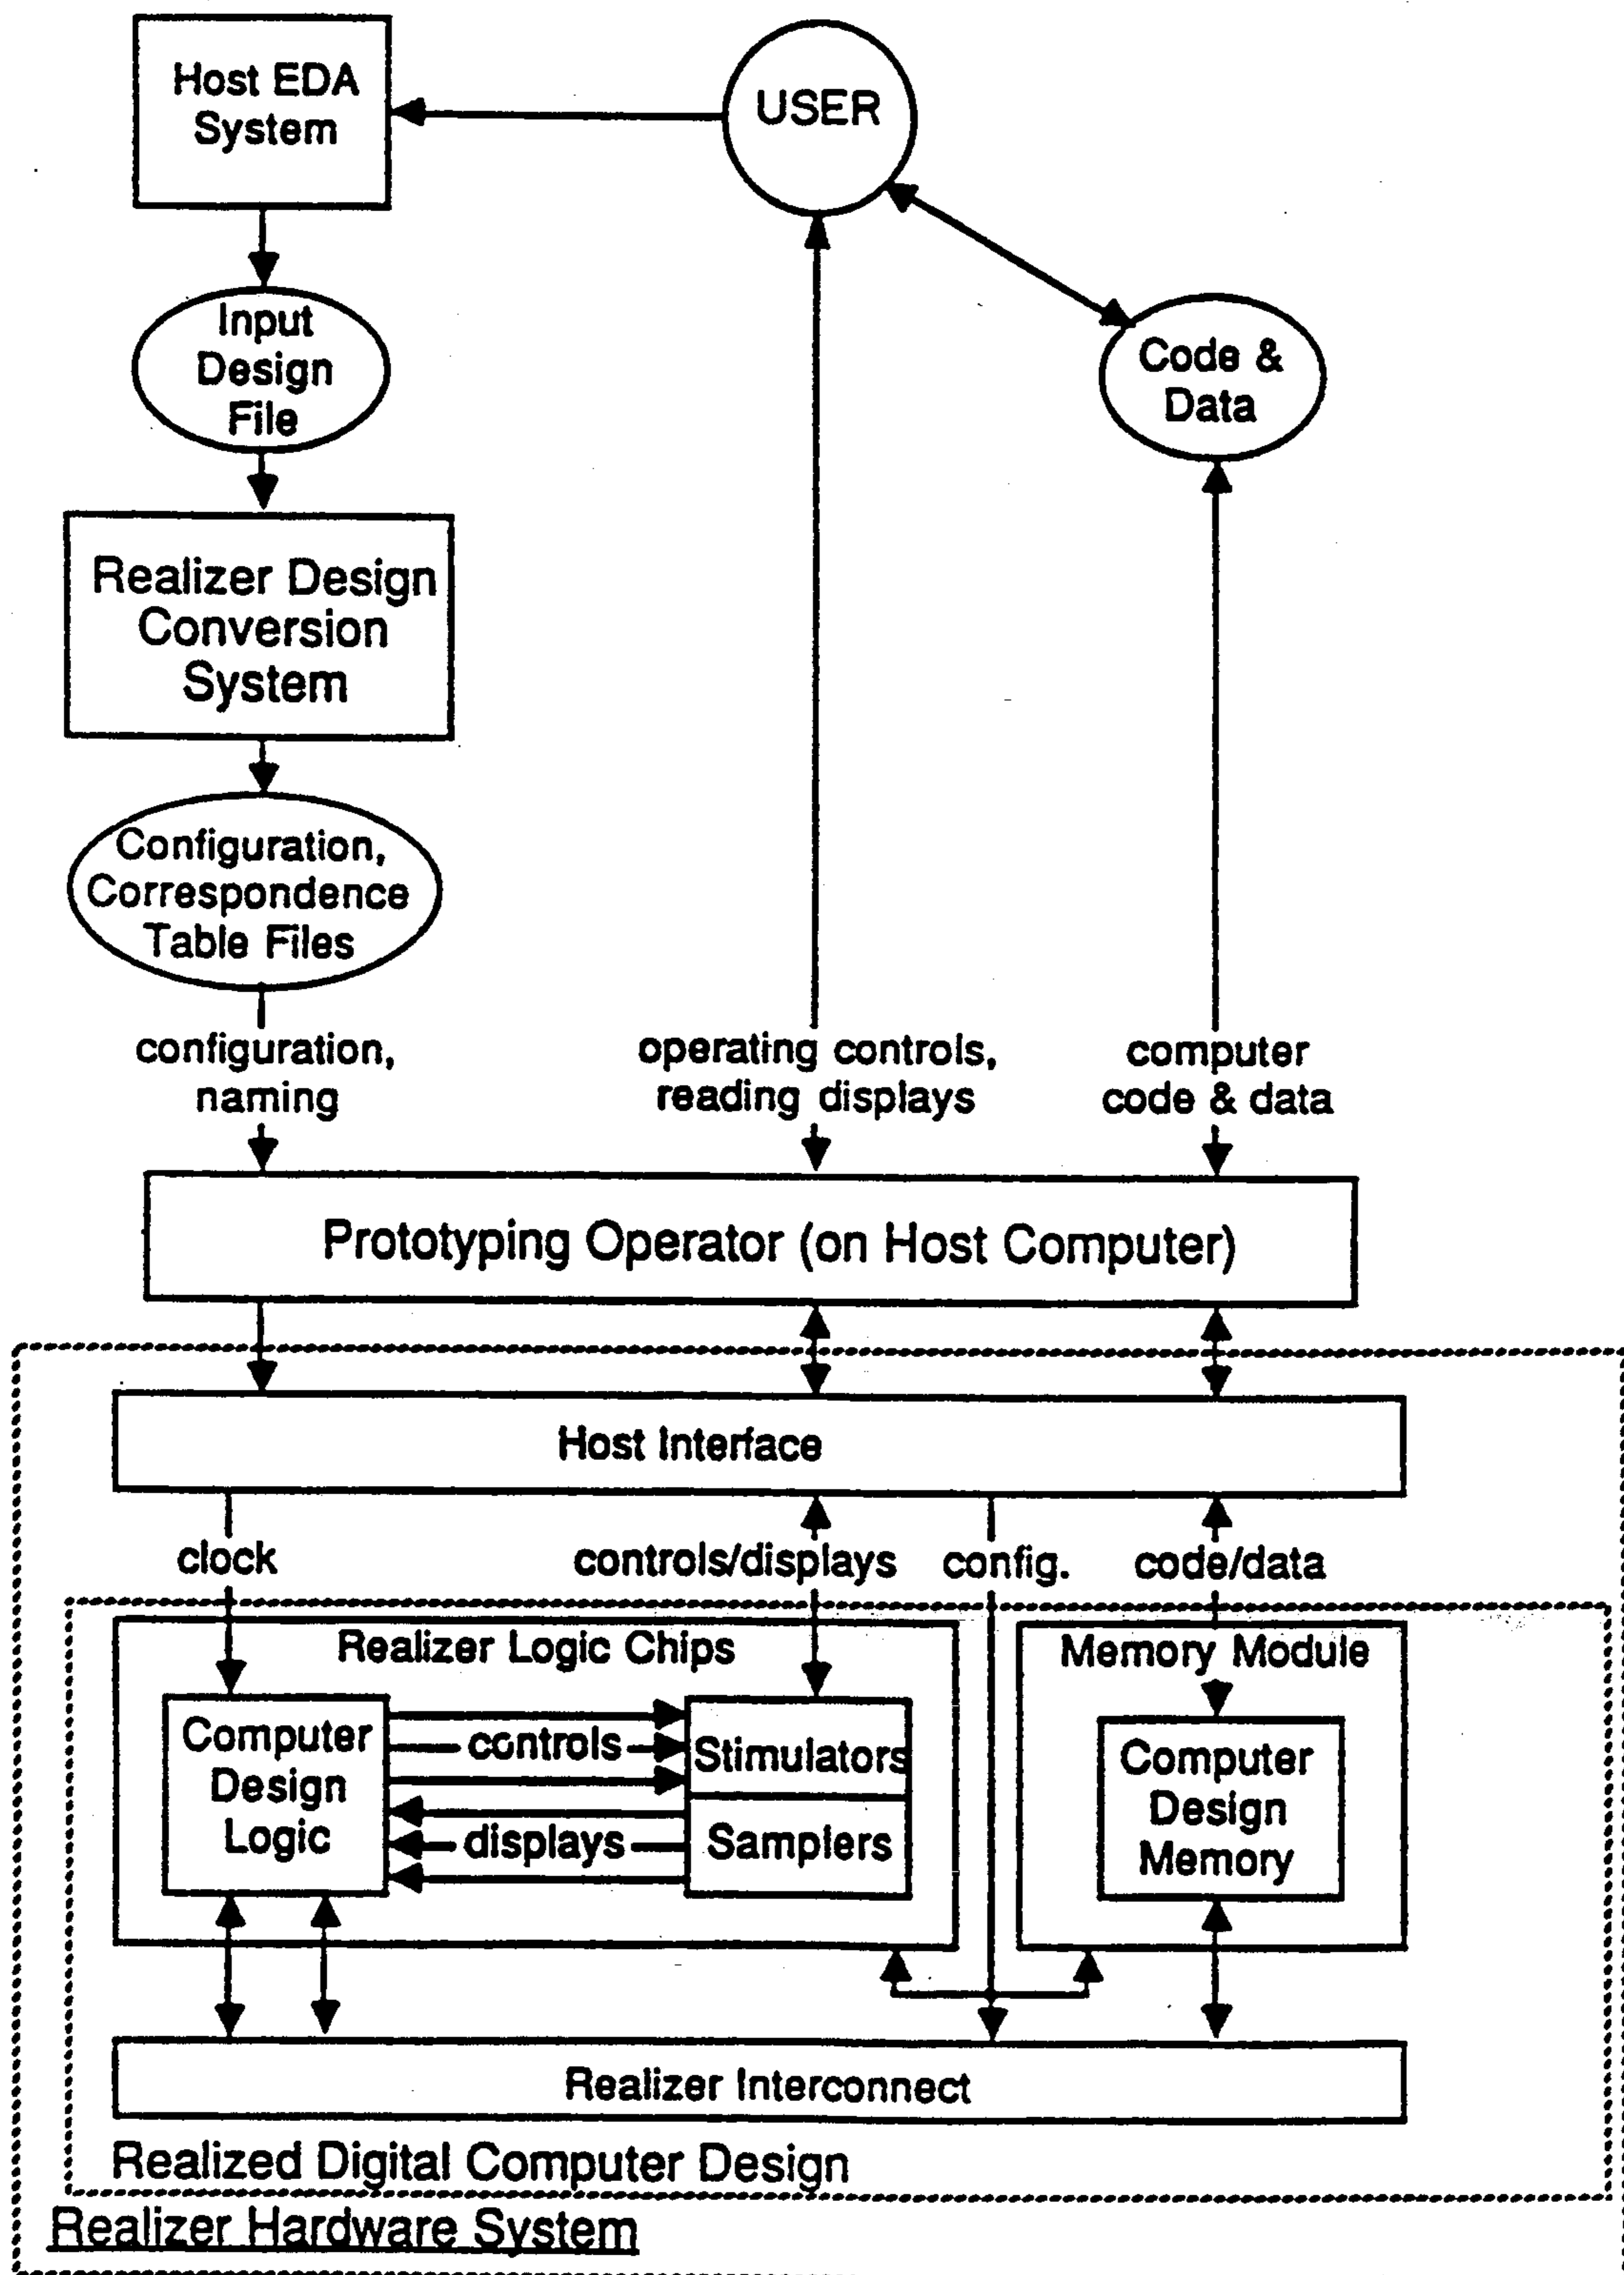 Host EDA
System
USER
Input
Design
File
Code &
Data
Realizer Design
Conversion
System
Configuration,
Correspondence
Table Files
configuration,
naming
operating controls,
reading displays
computer
code & data
Prototyping Operator (on Host Computer)
Host Interface
clock
controls/displays
config.
code/data
Realizer Logic Chips
Memory Module
Computer
Design
Logic
controls
displays
Stimulators
Samplers
Computer
Design
Memory
Realizer Interconnect
Realized Digital Computer Design
Realizer Hardware System